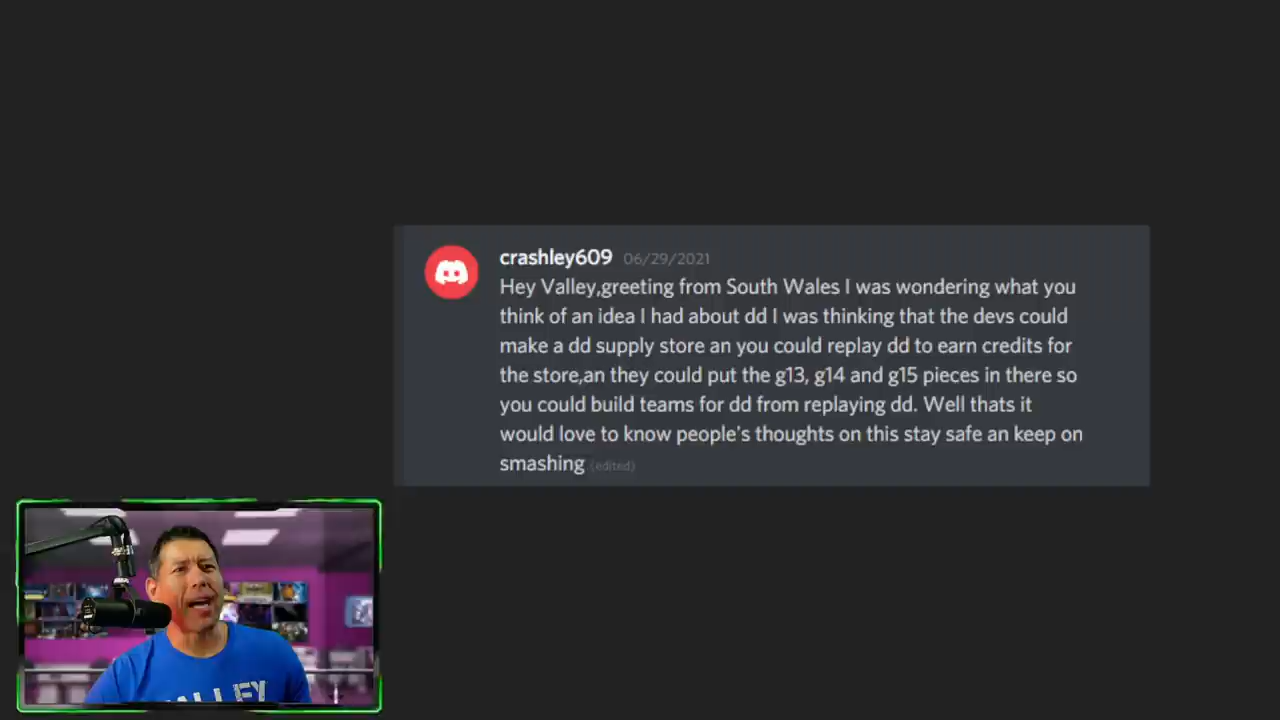 crashley609 06/29/2021
Hey Valley,greeting from South Wales I was wondering what you
think of an idea I had about dd I was thinking that the devs could
make a dd supply store an you could replay dd to earn credits for
the store,an they could put the g13, g14 and g15 pieces in there so
you could build teams for dd from replaying dd. Well thats it
would love to know people's thoughts on this stay safe an keep on
smashing (edited)